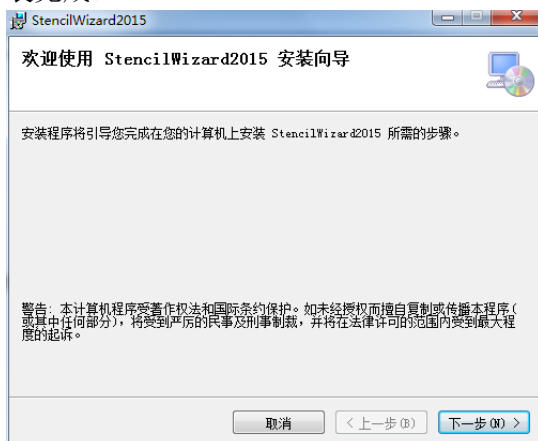 StencilWizard2015
欢迎使用 StencilWizard2015 安装向导
安装程序将引导您完成在您的计算机上安装 StencilWizard2015 所需的步骤。
警告: 本计算机程序受著作权法和国际条约保护。如未经授权而擅自复制或传播本程序(
或其中任何部分)，将受到严厉的民事及刑事制裁，并将在法律许可的范围内受到最大程
度的起诉。
取消
< 上一步(B)
下一步(N) >